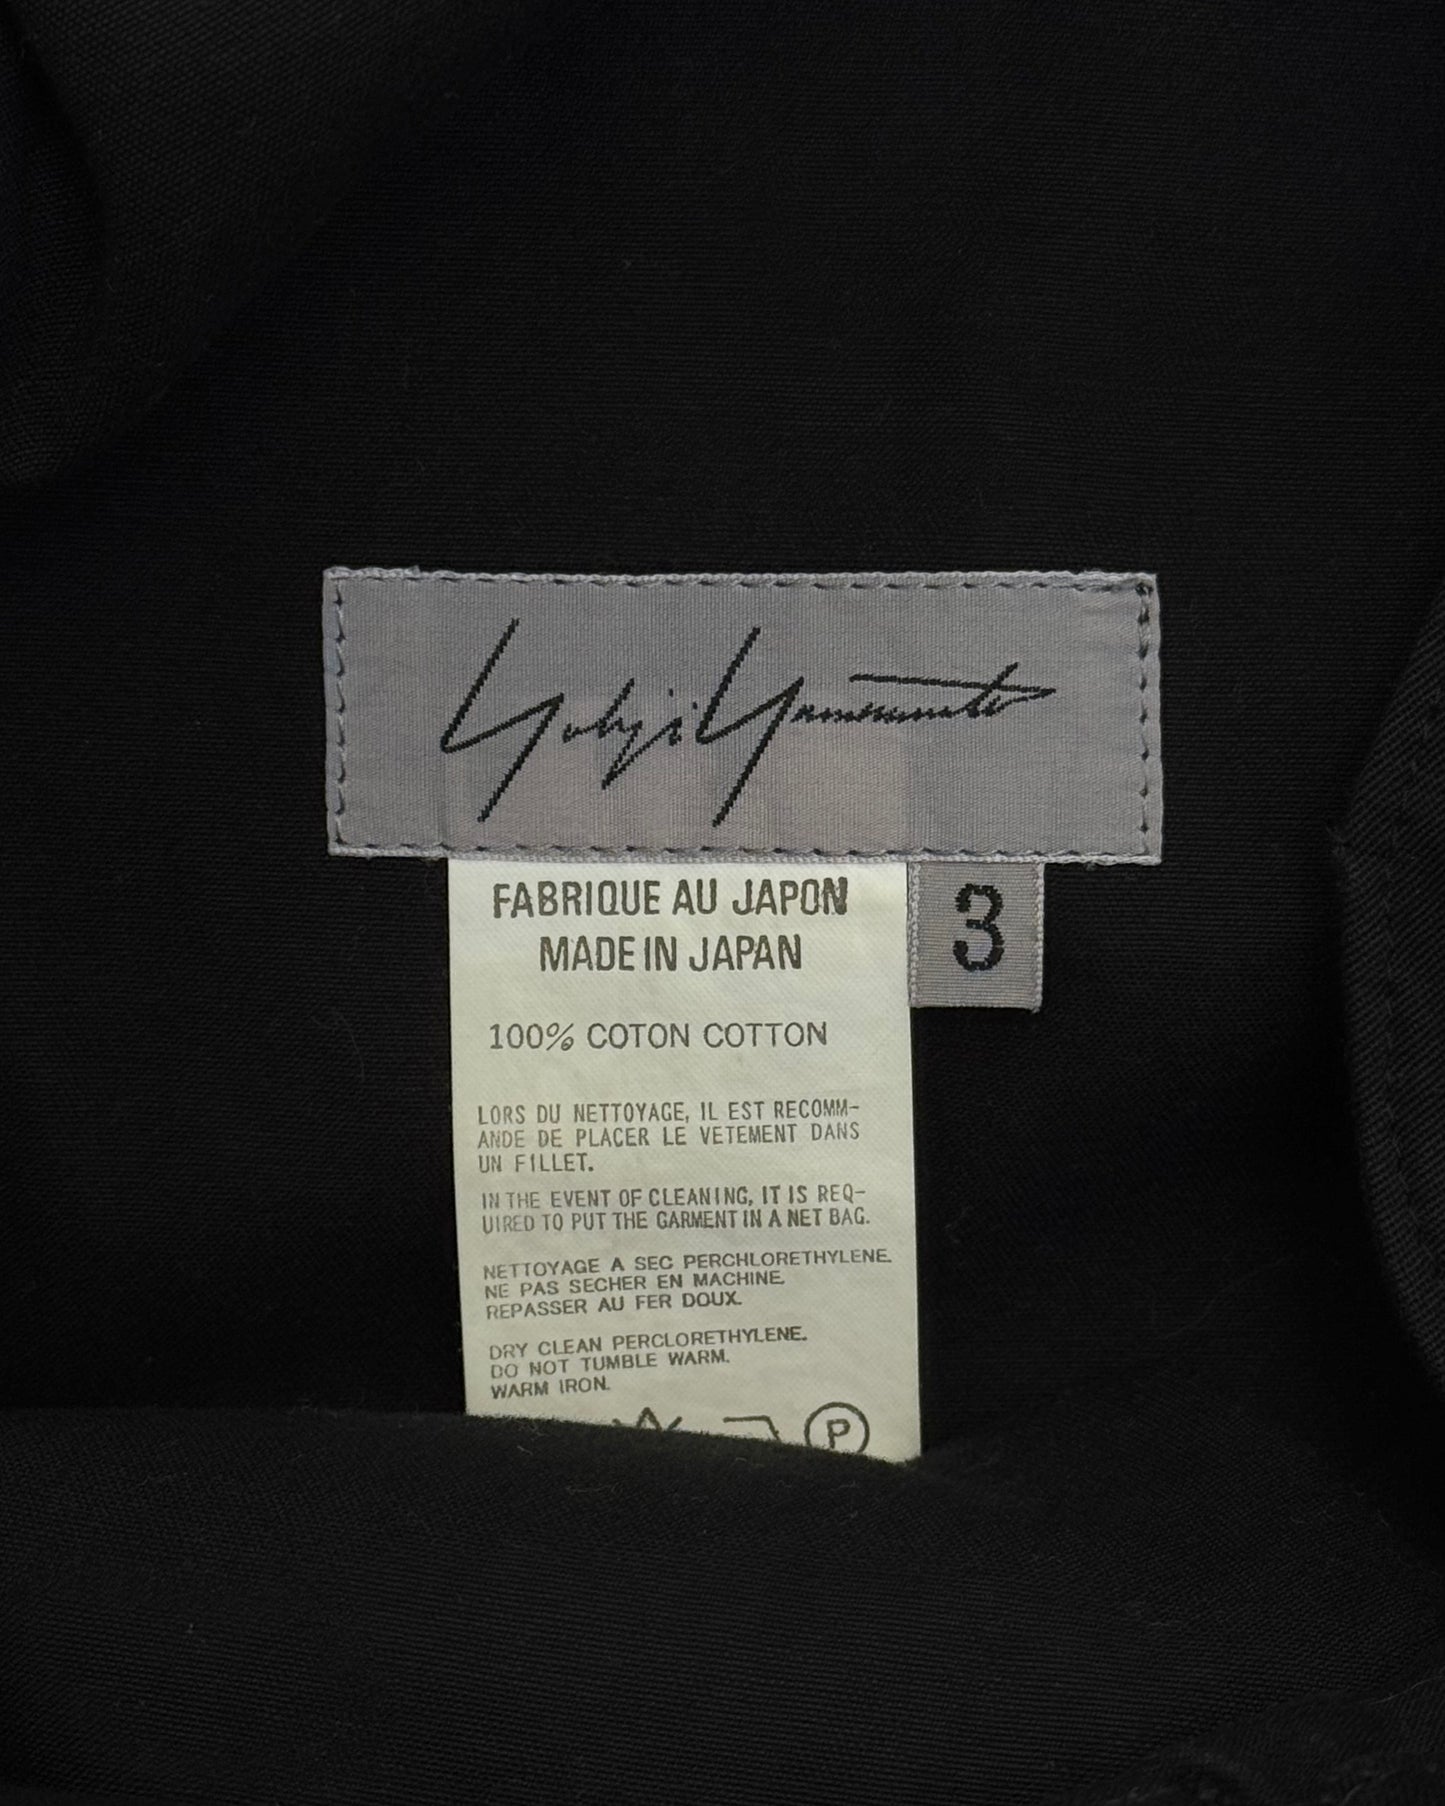 Yohji Yamamoto
FABRIQUE AU JAPON
MADE IN JAPAN
3
100% COTON COTTON
LORS DU NETTOYAGE, IL EST RECOMM-
ANDE DE PLACER LE VETEMENT DANS
UN FILLET.
IN THE EVENT OF CLEANING, IT IS REQ-
UIRED TO PUT THE GARMENT IN A NET BAG.
NETTOYAGE A SEC PERCHLORETHYLENE.
NE PAS SECHER EN MACHINE.
REPASSER AU FER DOUX.
DRY CLEAN PERCLORETHYLENE.
DO NOT TUMBLE WARM.
WARM IRON.
P